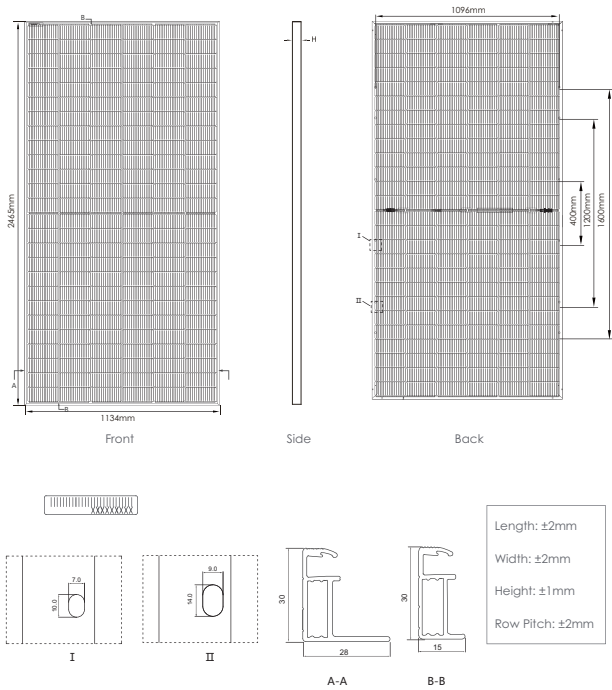 B
1096mm
H
2465mm
400mm
1200mm
1600mm
I
II
A
B
1134mm
Front
Side
Back
7.0
10.0
I
9.0
14.0
II
30
28
A-A
30
15
B-B
Length: ±2mm
Width: ±2mm
Height: ±1mm
Row Pitch: ±2mm